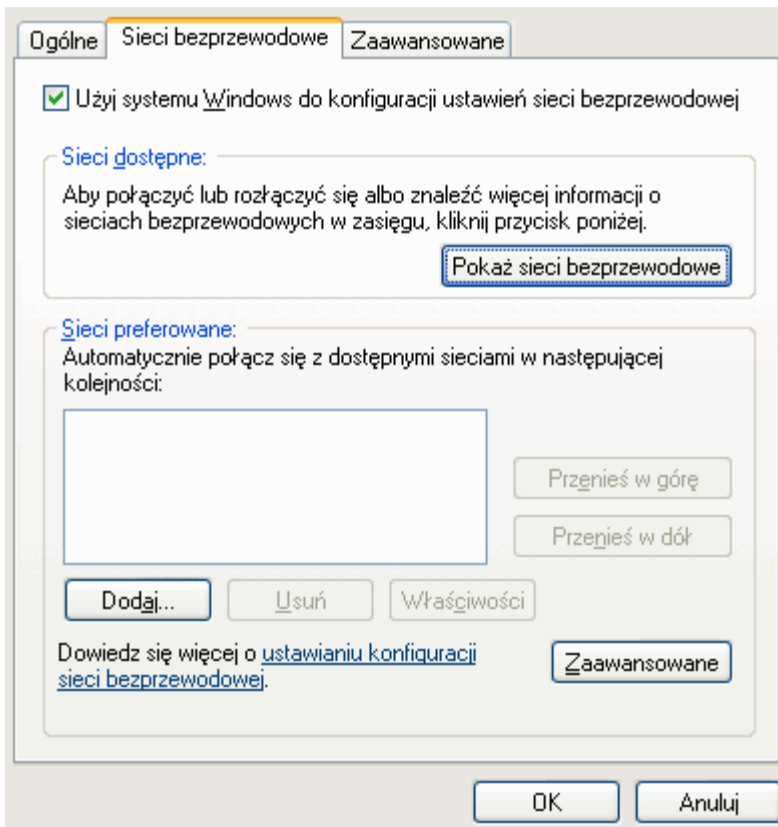 Ogólne
Sieci bezprzewodowe
Zaawansowane
Użyj systemu Windows do konfiguracji ustawień sieci bezprzewodowej
Sieci dostępne:
Aby połączyć lub rozłączyć się albo znaleźć więcej informacji o
sieciach bezprzewodowych w zasięgu, kliknij przycisk poniżej.
Pokaż sieci bezprzewodowe
Sieci preferowane:
Automatycznie połącz się z dostępnymi sieciami w następującej
kolejności:
Przenieś w górę
Przenieś w dół
Dodaj...
Usuń
Właściwości
Dowiedz się więcej o ustawianiu konfiguracji
sieci bezprzewodowej.
Zaawansowane
OK
Anuluj